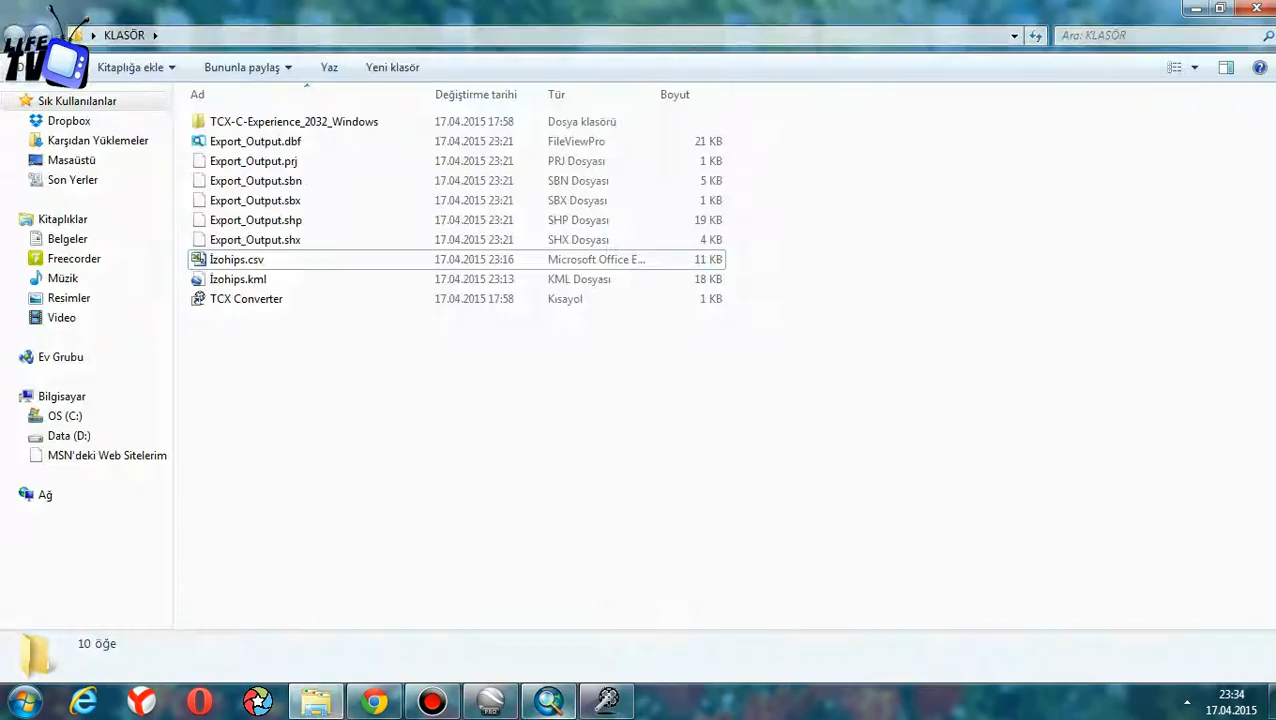 LIFE
TV
KLASÖR
Ara: KLASÖR
Kitaplığa ekle
Bununla paylaş
Yaz
Yeni klasör
Ad
Değiştirme tarihi
Tür
Boyut
Sık Kullanılanlar
Dropbox
Karşıdan Yüklemeler
Masaüstü
Son Yerler
Kitaplıklar
Belgeler
Freecorder
Müzik
Resimler
Video
Ev Grubu
Bilgisayar
OS (C:)
Data (D:)
MSN'deki Web Sitelerim
Ağ
TCX-C-Experience_2032_Windows 17.04.2015 17:58 Dosya klasörü
Export_Output.dbf 17.04.2015 23:21 FileViewPro 21 KB
Export_Output.prj 17.04.2015 23:21 PRJ Dosyası 1 KB
Export_Output.sbn 17.04.2015 23:21 SBN Dosyası 5 KB
Export_Output.sbx 17.04.2015 23:21 SBX Dosyası 1 KB
Export_Output.shp 17.04.2015 23:21 SHP Dosyası 19 KB
Export_Output.shx 17.04.2015 23:21 SHX Dosyası 4 KB
İzohips.csv 17.04.2015 23:16 Microsoft Office E... 11 KB
İzohips.kml 17.04.2015 23:13 KML Dosyası 18 KB
TCX Converter 17.04.2015 17:58 Kısayol 1 KB
10 öğe
PRO
23:34
17.04.2015